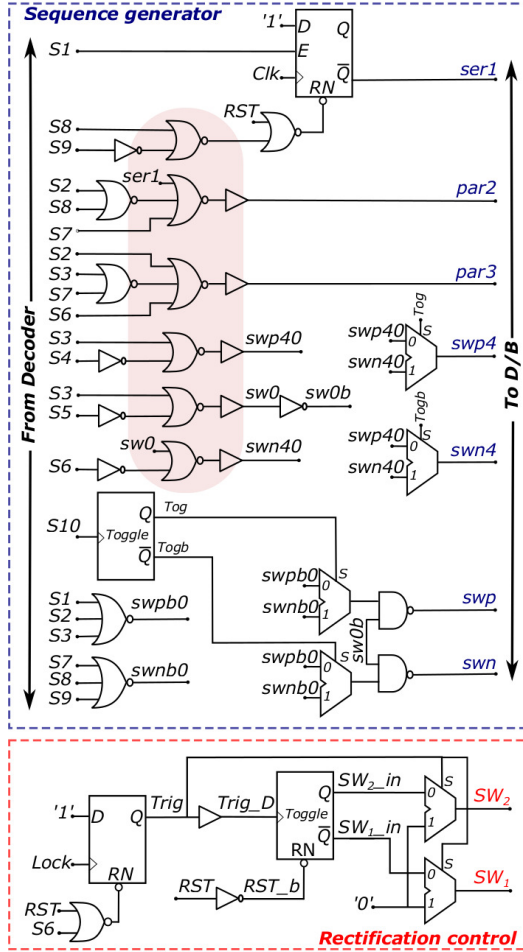 Sequence generator
'1'
D
Q
S1
E
Q
ser1
Clk
RN
RST
S8
S9
ser1
S2
S8
S7
par2
S2
S3
S7
S6
par3
S3
S4
swp40
Tog
swp40
0
S
swn40
1
swp4
S3
S5
sw0
sw0b
Togb
sw0
S6
swn40
swp40
0
S
swn40
1
swn4
From Decoder
To D/B
S10
Toggle
Q
Tog
Q
Togb
swpb0
0
S
swnb0
1
swp
S1
S2
S3
swpb0
sw0b
S7
S8
S9
swnb0
swpb0
0
S
swnb0
1
swn
'1'
D
Q
Trig
Trig_D
Toggle
Q
SW2_in
0
S
1
SW2
Lock
RN
Q
SW1_in
RN
RST
RST_b
0
S
1
SW1
RST
S6
'0'
Rectification control